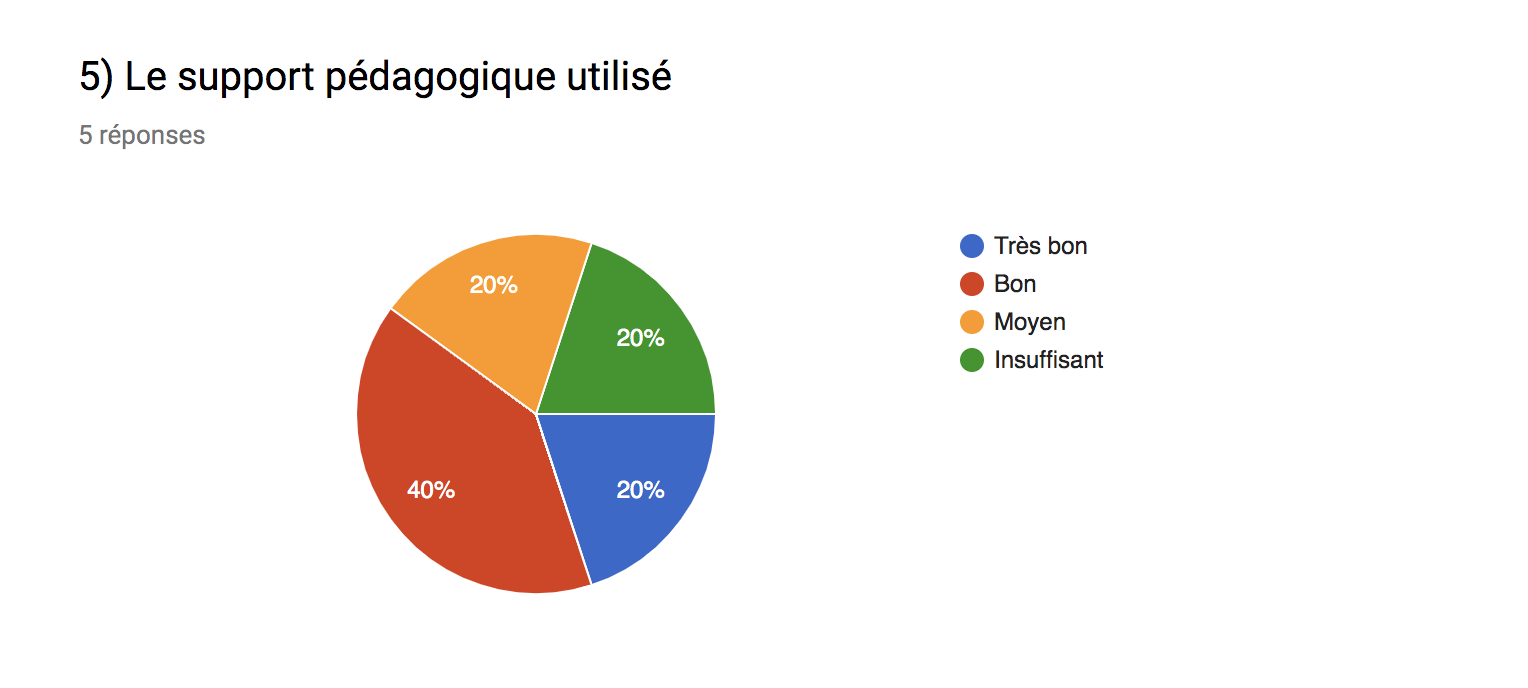 5) Le support pédagogique utilisé
5 réponses
20%
20%
40%
20%
Très bon
Bon
Moyen
Insuffisant